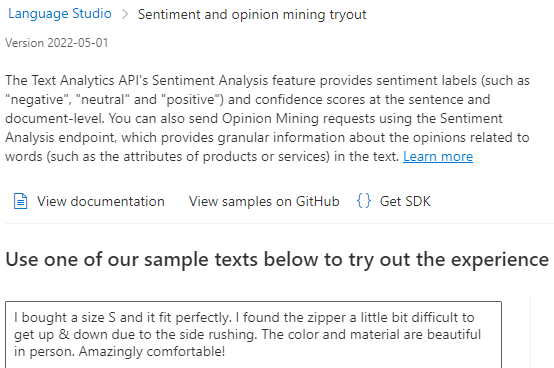 Language Studio > Sentiment and opinion mining tryout
Version 2022-05-01
The Text Analytics API's Sentiment Analysis feature provides sentiment labels (such as
"negative", "neutral" and "positive") and confidence scores at the sentence and
document-level. You can also send Opinion Mining requests using the Sentiment
Analysis endpoint, which provides granular information about the opinions related to
words (such as the attributes of products or services) in the text. Learn more
View documentation View samples on GitHub {} Get SDK
Use one of our sample texts below to try out the experience
I bought a size S and it fit perfectly. I found the zipper a little bit difficult to
get up & down due to the side rushing. The color and material are beautiful
in person. Amazingly comfortable!